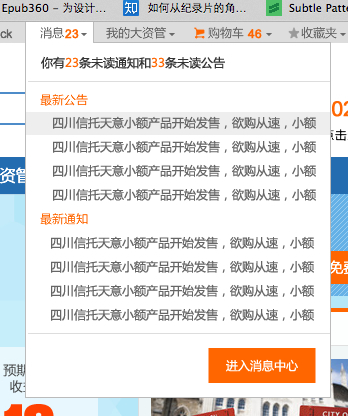 Epub360 – 为设计... 如何从纪录片的角... Subtle Patte
ck 消息23 我的大资管 购物车 46 收藏夹
你有23条未读通知和33条未读公告
最新公告
四川信托天意小额产品开始发售，欲购从速，小额
四川信托天意小额产品开始发售，欲购从速，小额
四川信托天意小额产品开始发售，欲购从速，小额
四川信托天意小额产品开始发售，欲购从速，小额
最新通知
四川信托天意小额产品开始发售，欲购从速，小额
四川信托天意小额产品开始发售，欲购从速，小额
四川信托天意小额产品开始发售，欲购从速，小额
四川信托天意小额产品开始发售，欲购从速，小额
进入消息中心
02
点击
资管
免费
预期
收